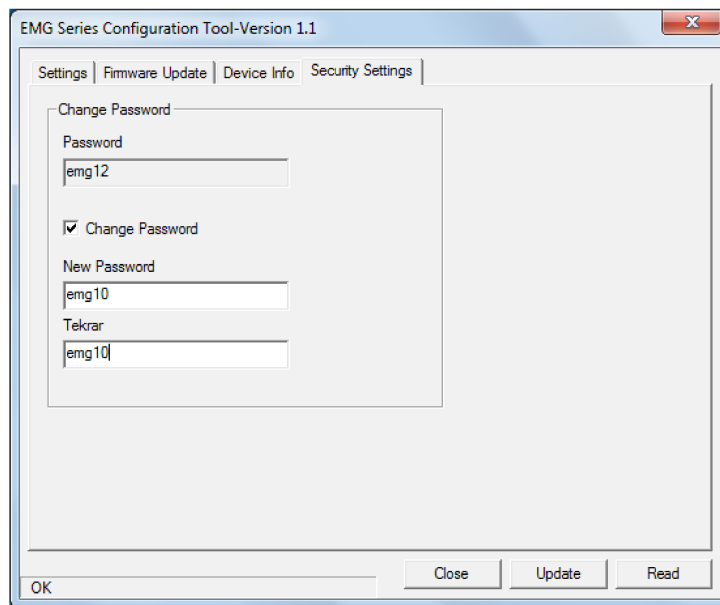 EMG Series Configuration Tool-Version 1.1
Settings Firmware Update Device Info Security Settings
Change Password
Password
emg12
Change Password
New Password
emg10
Tekrar
emg10
Close Update Read
OK